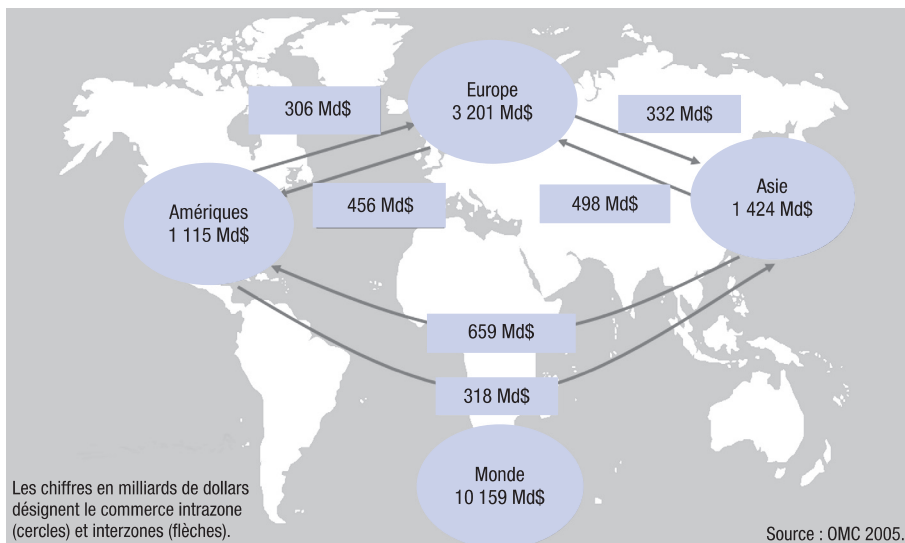 Europe
3 201 Md$
306 Md$
332 Md$
Amériques
1 115 Md$
456 Md$
498 Md$
Asie
1 424 Md$
659 Md$
318 Md$
Monde
10 159 Md$
Les chiffres en milliards de dollars
désignent le commerce intrazone
(cercles) et interzones (flèches).
Source : OMC 2005.